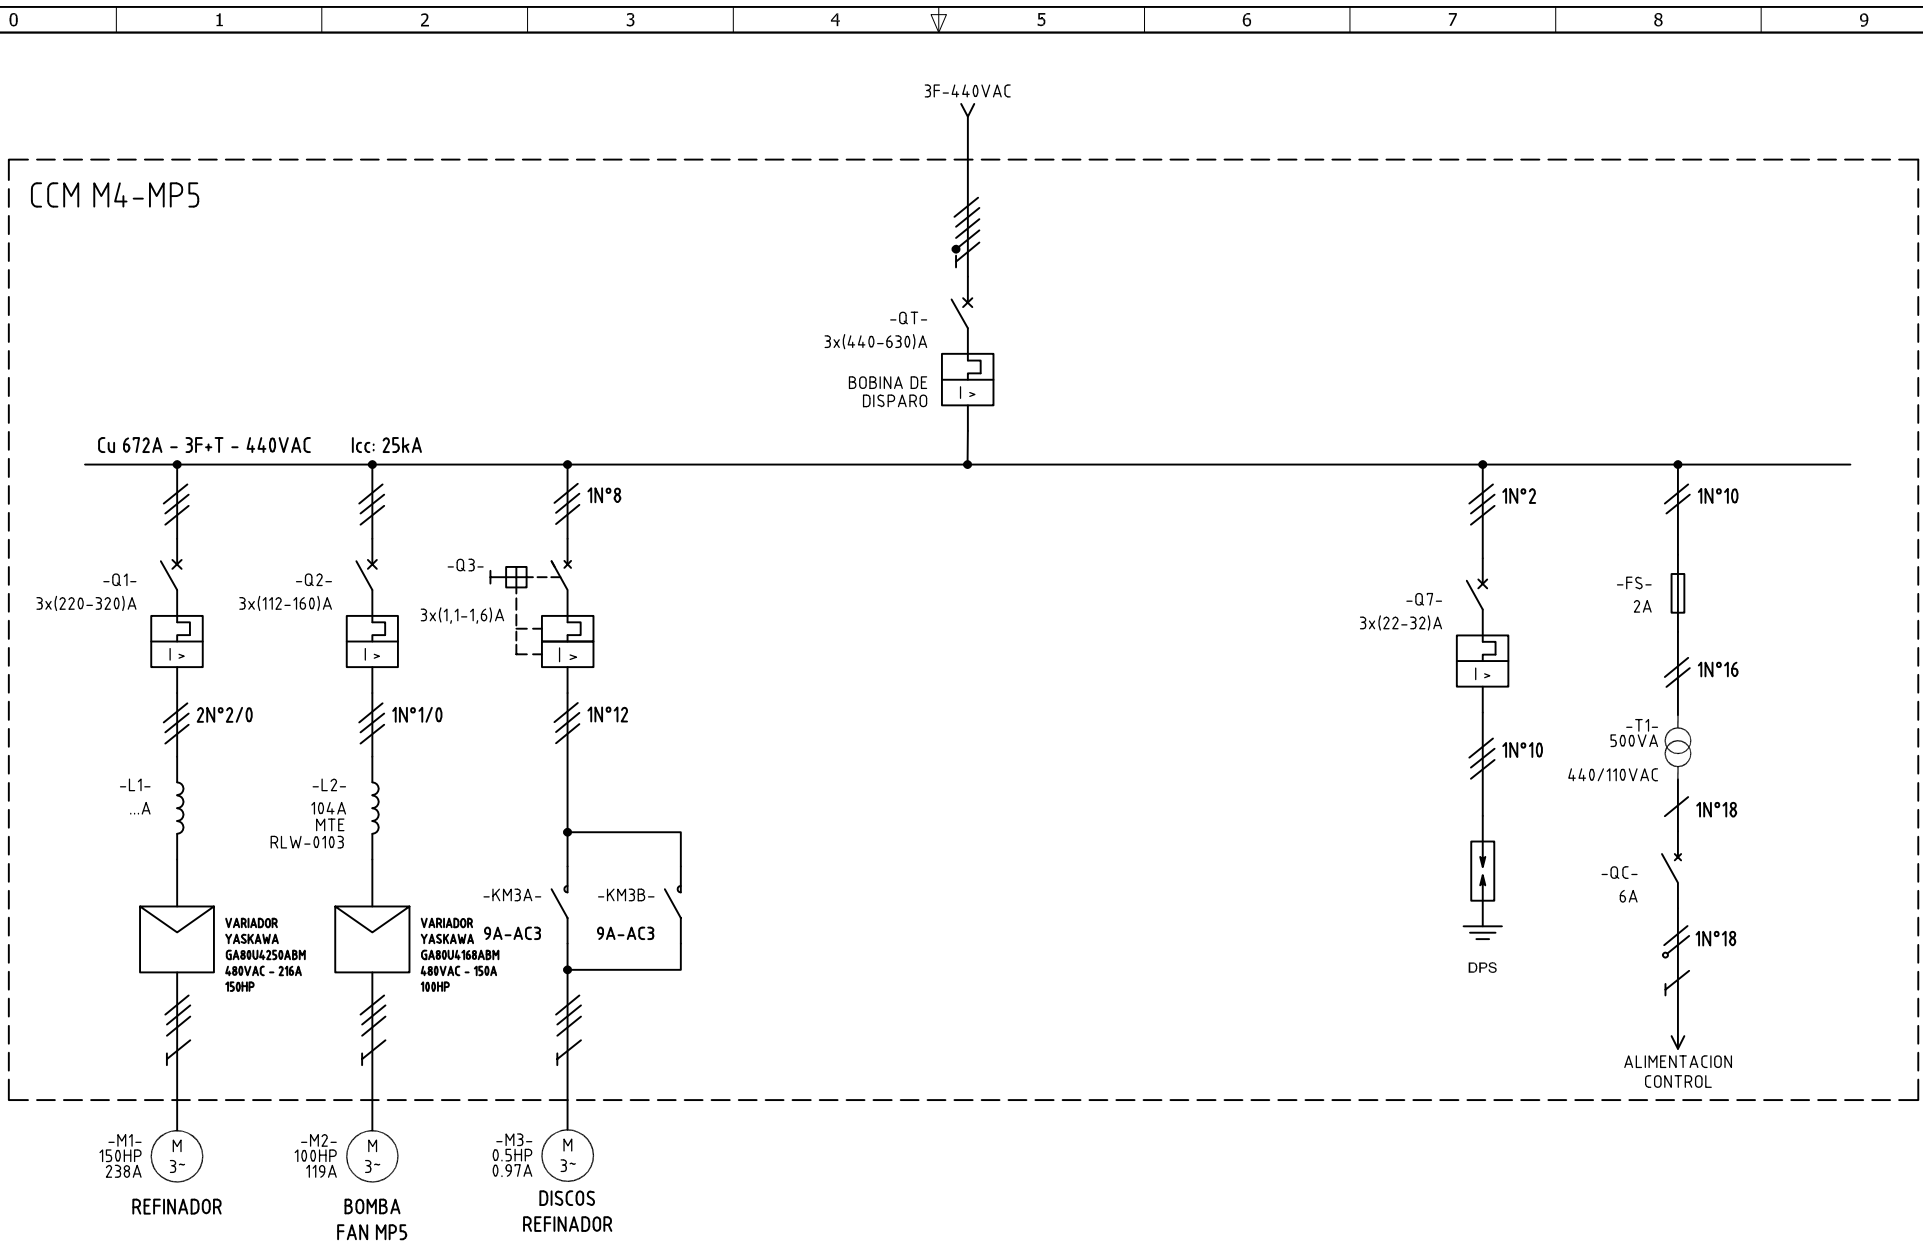 0 1 2 3 4 5 6 7 8 9
3F-440VAC
CCM M4-MP5
-QT-
3x(440-630)A
BOBINA DE
DISPARO
I >
Cu 672A - 3F+T - 440VAC Icc: 25kA
-Q1-
3x(220-320)A
I >
2N°2/0
-L1-
...A
VARIADOR
YASKAWA
GA80U4250ABM
480VAC - 216A
150HP
-M1-
150HP
238A
M
3~
REFINADOR
-Q2-
3x(112-160)A
I >
1N°1/0
-L2-
104A
MTE
RLW-0103
VARIADOR
YASKAWA
GA80U4168ABM
480VAC - 150A
100HP
-M2-
100HP
119A
M
3~
BOMBA
FAN MP5
1N°8
-Q3-
3x(1,1-1,6)A
I >
1N°12
-KM3A-
9A-AC3
-KM3B-
9A-AC3
-M3-
0.5HP
0.97A
M
3~
DISCOS
REFINADOR
1N°2
-Q7-
3x(22-32)A
I >
1N°10
DPS
1N°10
-FS-
2A
1N°16
-T1-
500VA
440/110VAC
1N°18
-QC-
6A
1N°18
ALIMENTACION
CONTROL